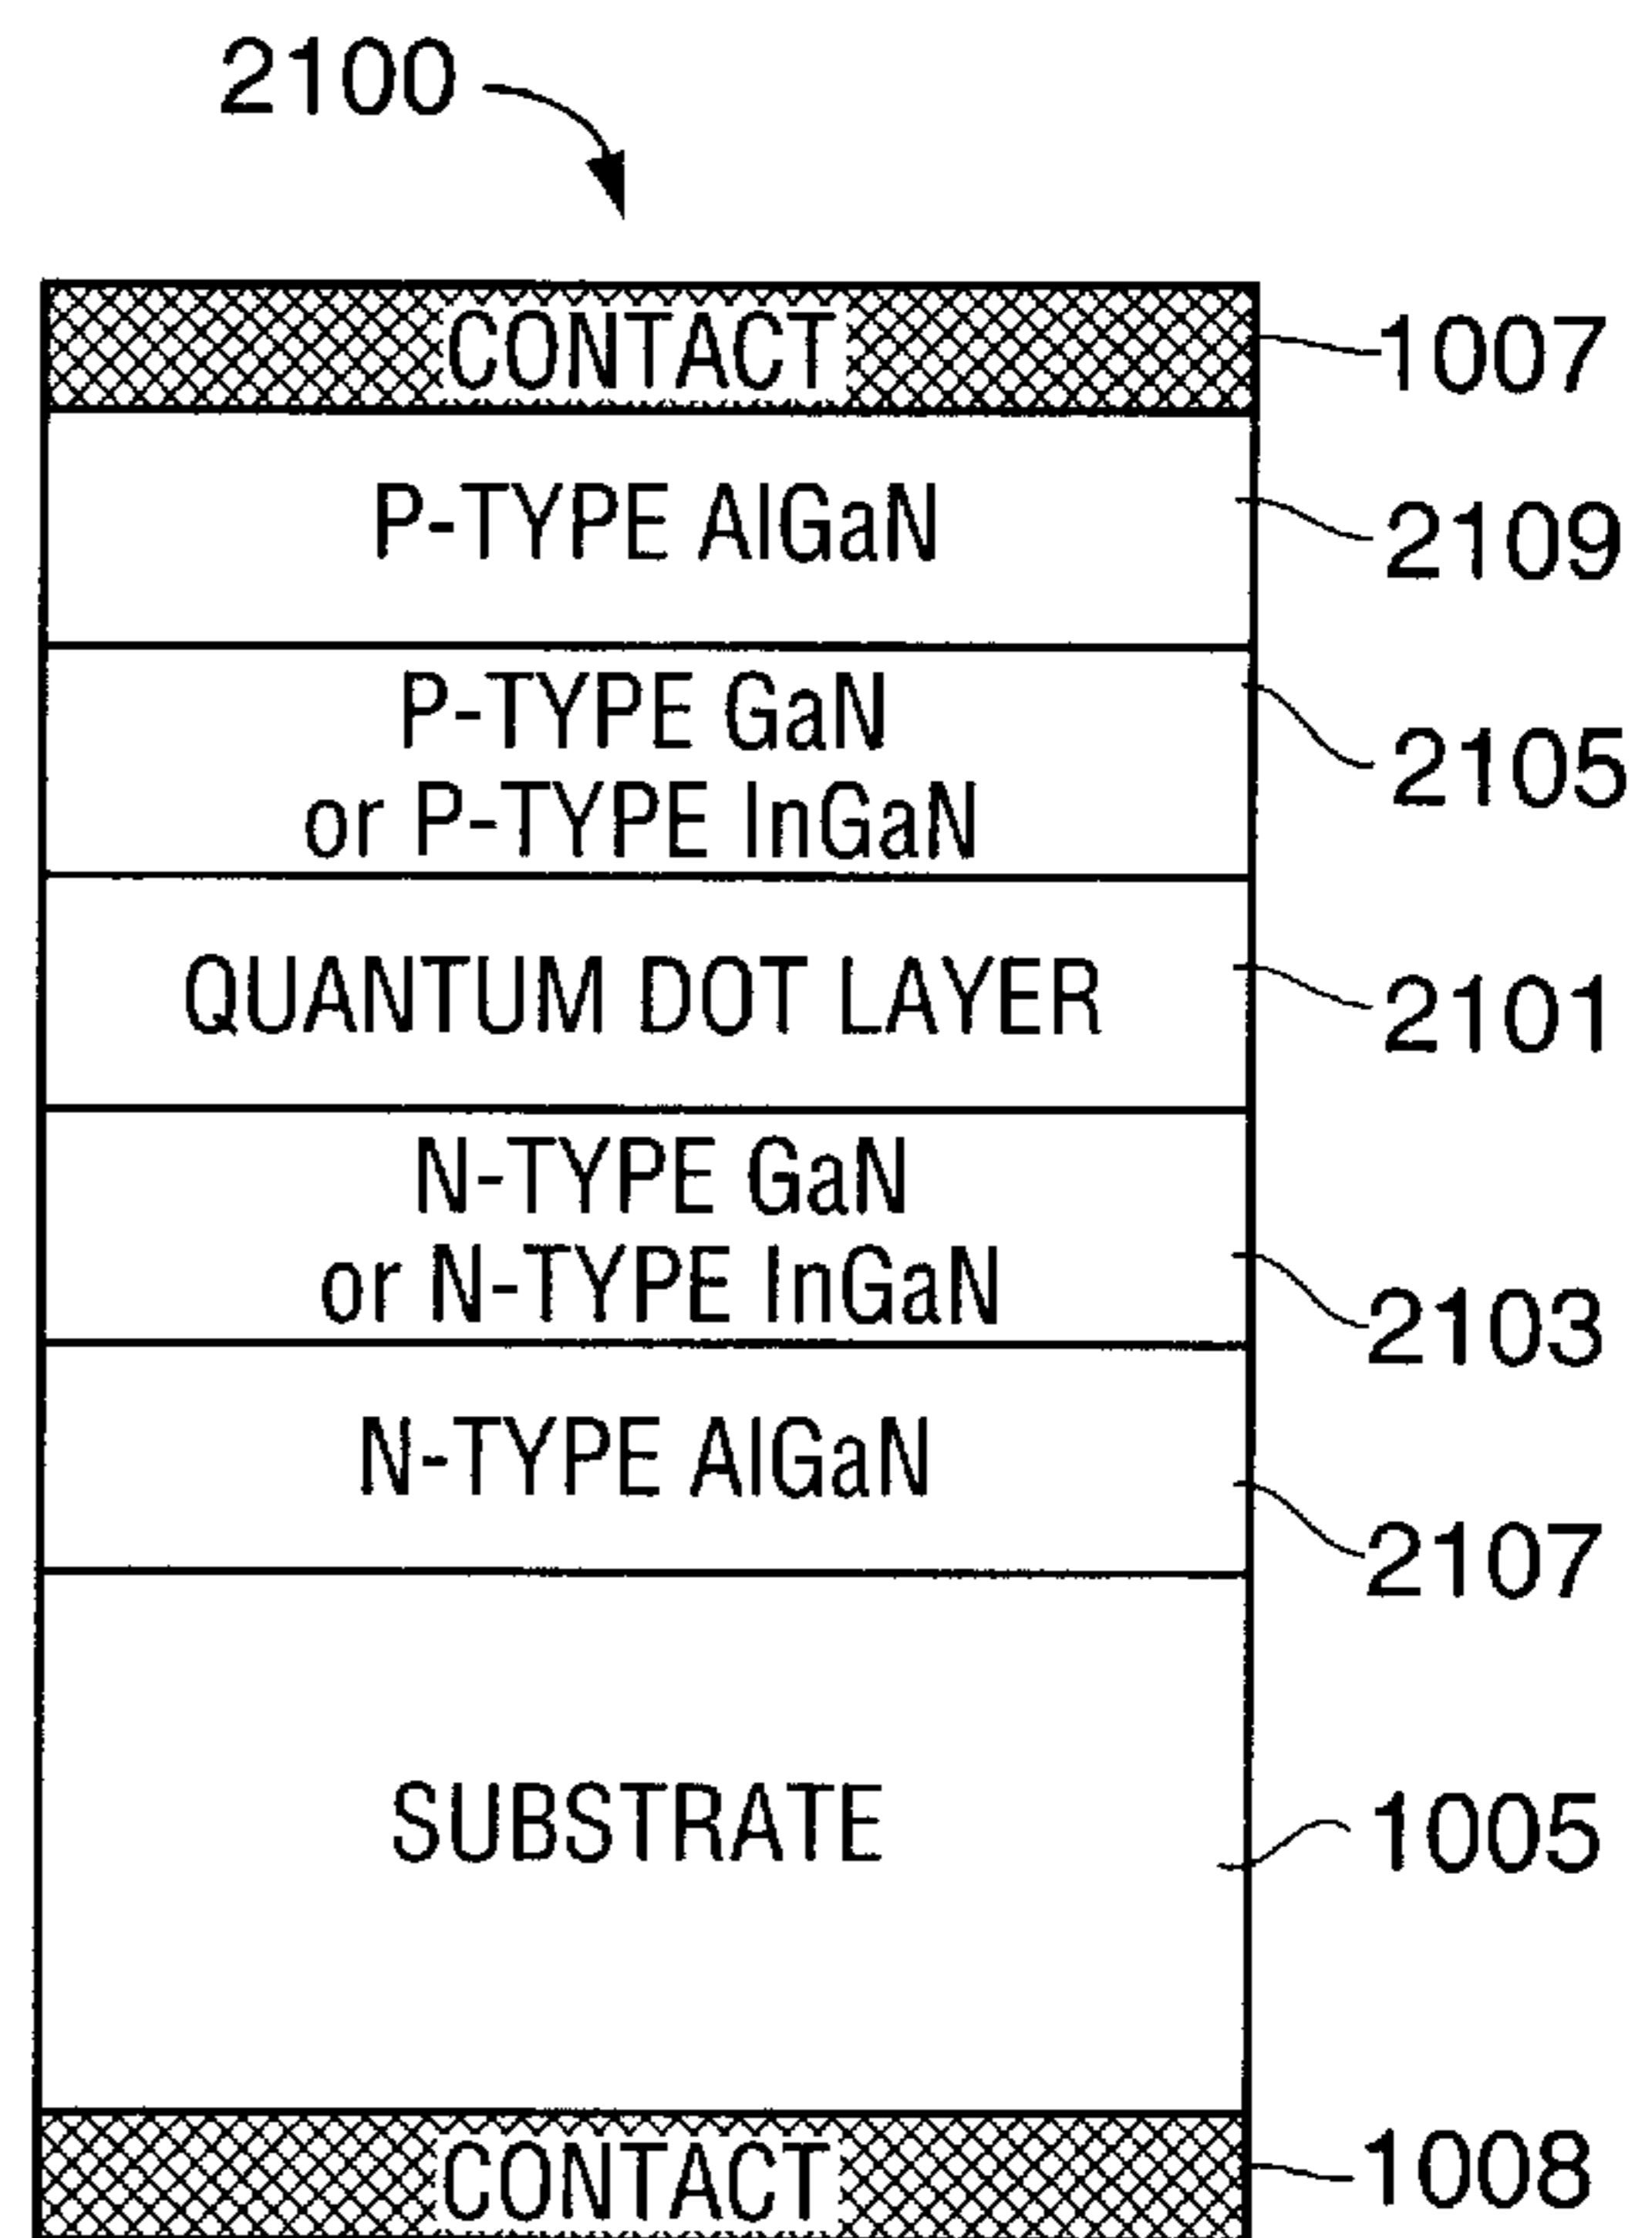 2100
CONTACT
1007
P-TYPE AlGaN
2109
P-TYPE GaN
or P-TYPE InGaN
2105
QUANTUM DOT LAYER
2101
N-TYPE GaN
or N-TYPE InGaN
2103
N-TYPE AlGaN
2107
SUBSTRATE
1005
CONTACT
1008